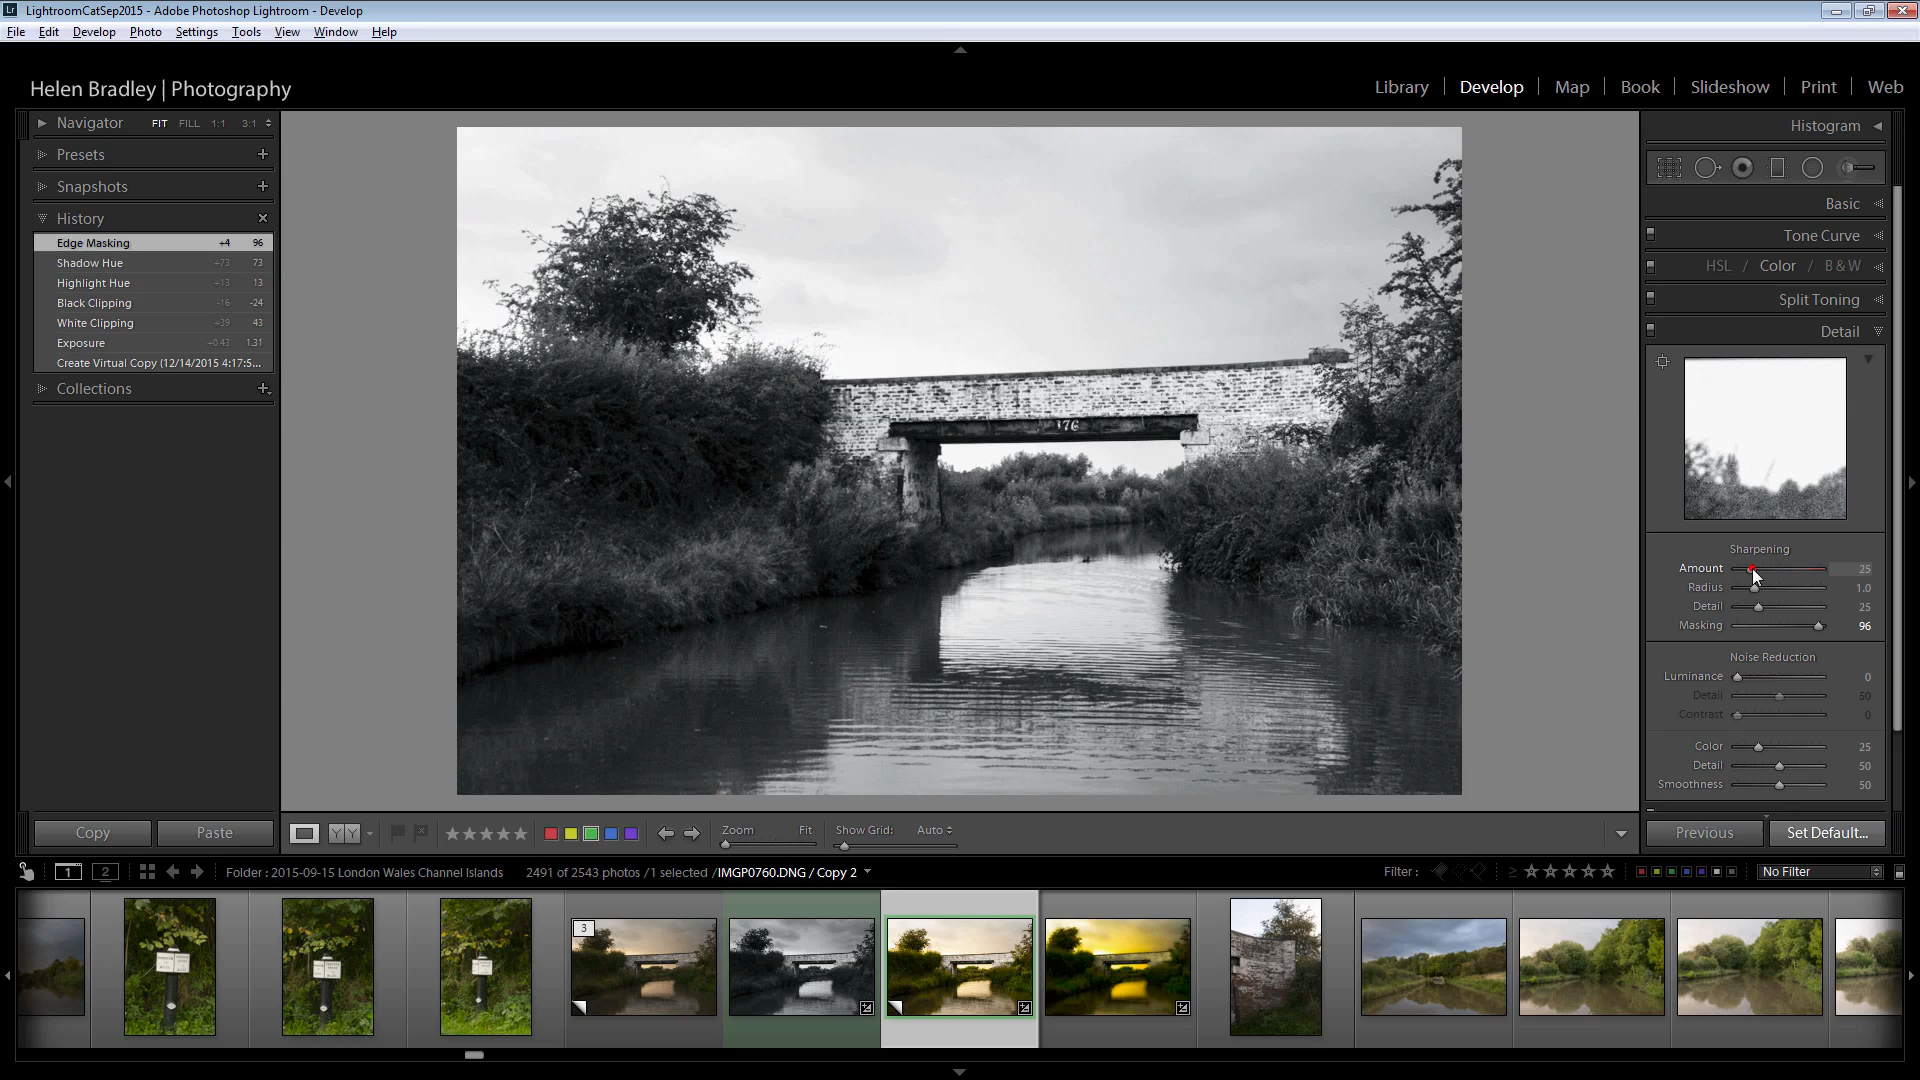 LightroomCatSep2015 - Adobe Photoshop Lightroom - Develop
File Edit Develop Photo Settings Tools View Window Help
Helen Bradley | Photography
Library | Develop | Map | Book | Slideshow | Print | Web
Navigator FIT FILL 1:1 3:1
Presets
Snapshots
History
Edge Masking +4 96
Shadow Hue +73 73
Highlight Hue +13 13
Black Clipping -16 -24
White Clipping +39 43
Exposure +0.43 1.31
Create Virtual Copy (12/14/2015 4:17:5...
Collections
Copy Paste
176
Histogram
Basic
Tone Curve
HSL / Color / B & W
Split Toning
Detail
Sharpening
Amount 25
Radius 1.0
Detail 25
Masking 96
Noise Reduction
Luminance 0
Detail 50
Contrast 0
Color 25
Detail 50
Smoothness 50
Previous Set Default...
Zoom Fit Show Grid: Auto
1 2 Folder : 2015-09-15 London Wales Channel Islands 2491 of 2543 photos /1 selected /IMGP0760.DNG / Copy 2 Filter : No Filter
3